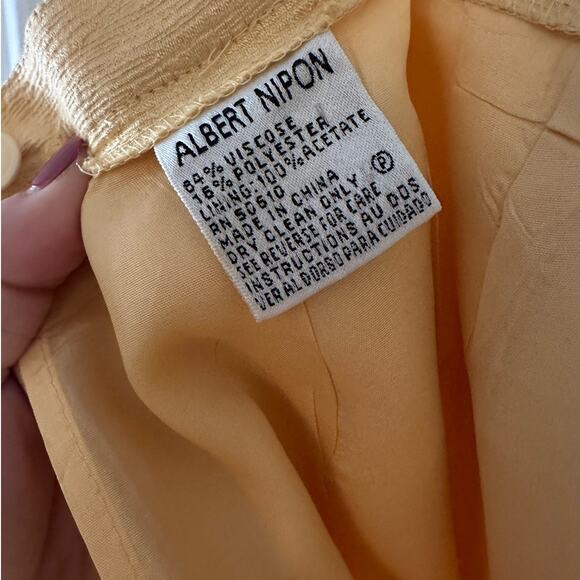 ALBERT NIPON
84% VISCOSE
16% POLYESTER
LINING:100% ACETATE
RN 50610
MADE IN CHINA
DRY CLEAN ONLY Ⓟ
SEE REVERSE FOR CARE
INSTRUCTIONS AU DOS
VER AL DORSO PARA CUIDADO